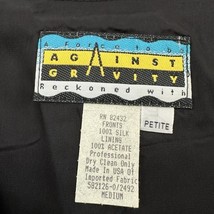 a force to be
AGAINST
GRAVITY
Reckoned with
PETITE
RN 82432
FRONTS
100% SILK
LINING
100% ACETATE
Professional
Dry Clean Only
Made In USA Of
Imported Fabric
592126-0/2492
MEDIUM